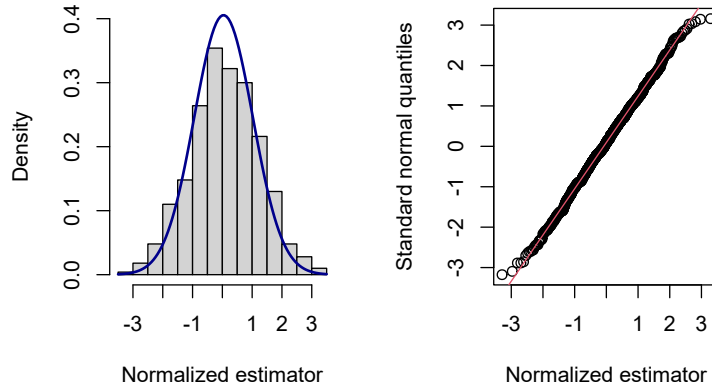 Density
0.0 0.1 0.2 0.3 0.4
-3 -1 1 2 3
Normalized estimator
Standard normal quantiles
-3 -2 -1 0 1 2 3
-3 -1 1 2 3
Normalized estimator